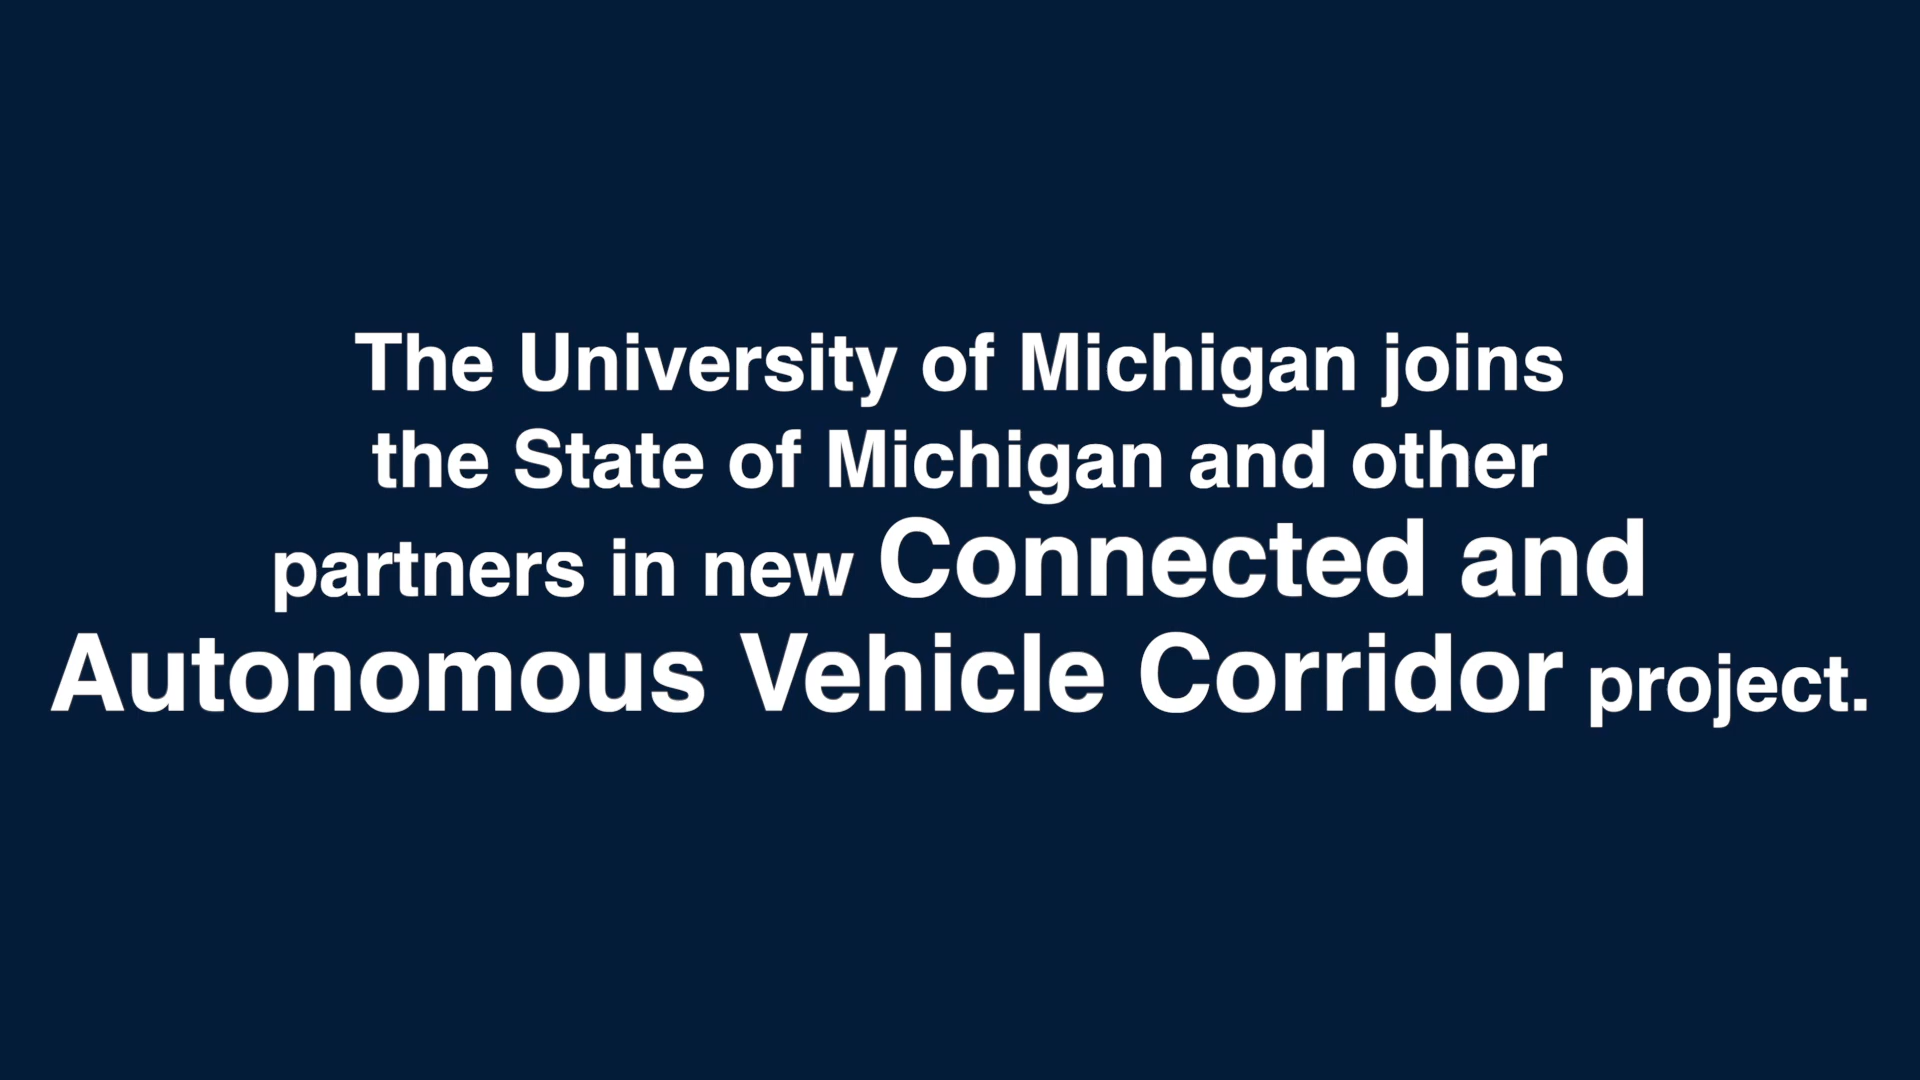 The University of Michigan joins
the State of Michigan and other
partners in new Connected and
Autonomous Vehicle Corridor project.